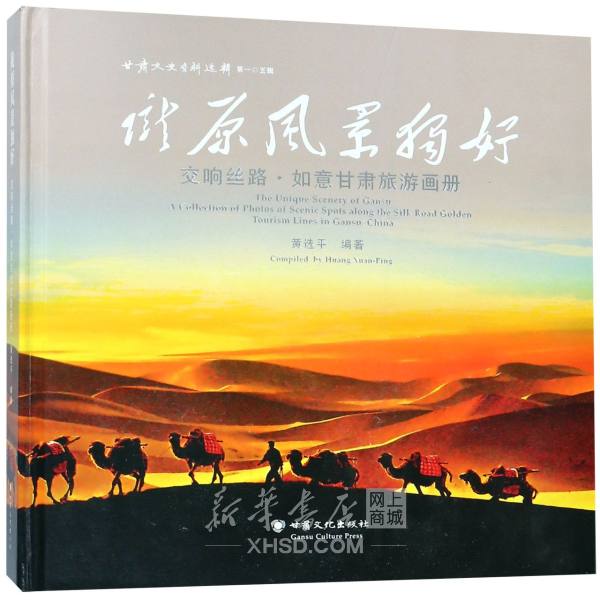 甘肃文史资料选辑 第一〇五辑
陇原风景独好
交响丝路·如意甘肃旅游画册
The Unique Scenery of Gansu
A Collection of Photos of Scenic Spots along the Silk Road Golden
Tourism Lines in Gansu, China
黄选平 编著
Compiled by Huang Xuan-Ping
新华书店
网上
商城
XHSD.COM
甘肃文化出版社
Gansu Culture Press